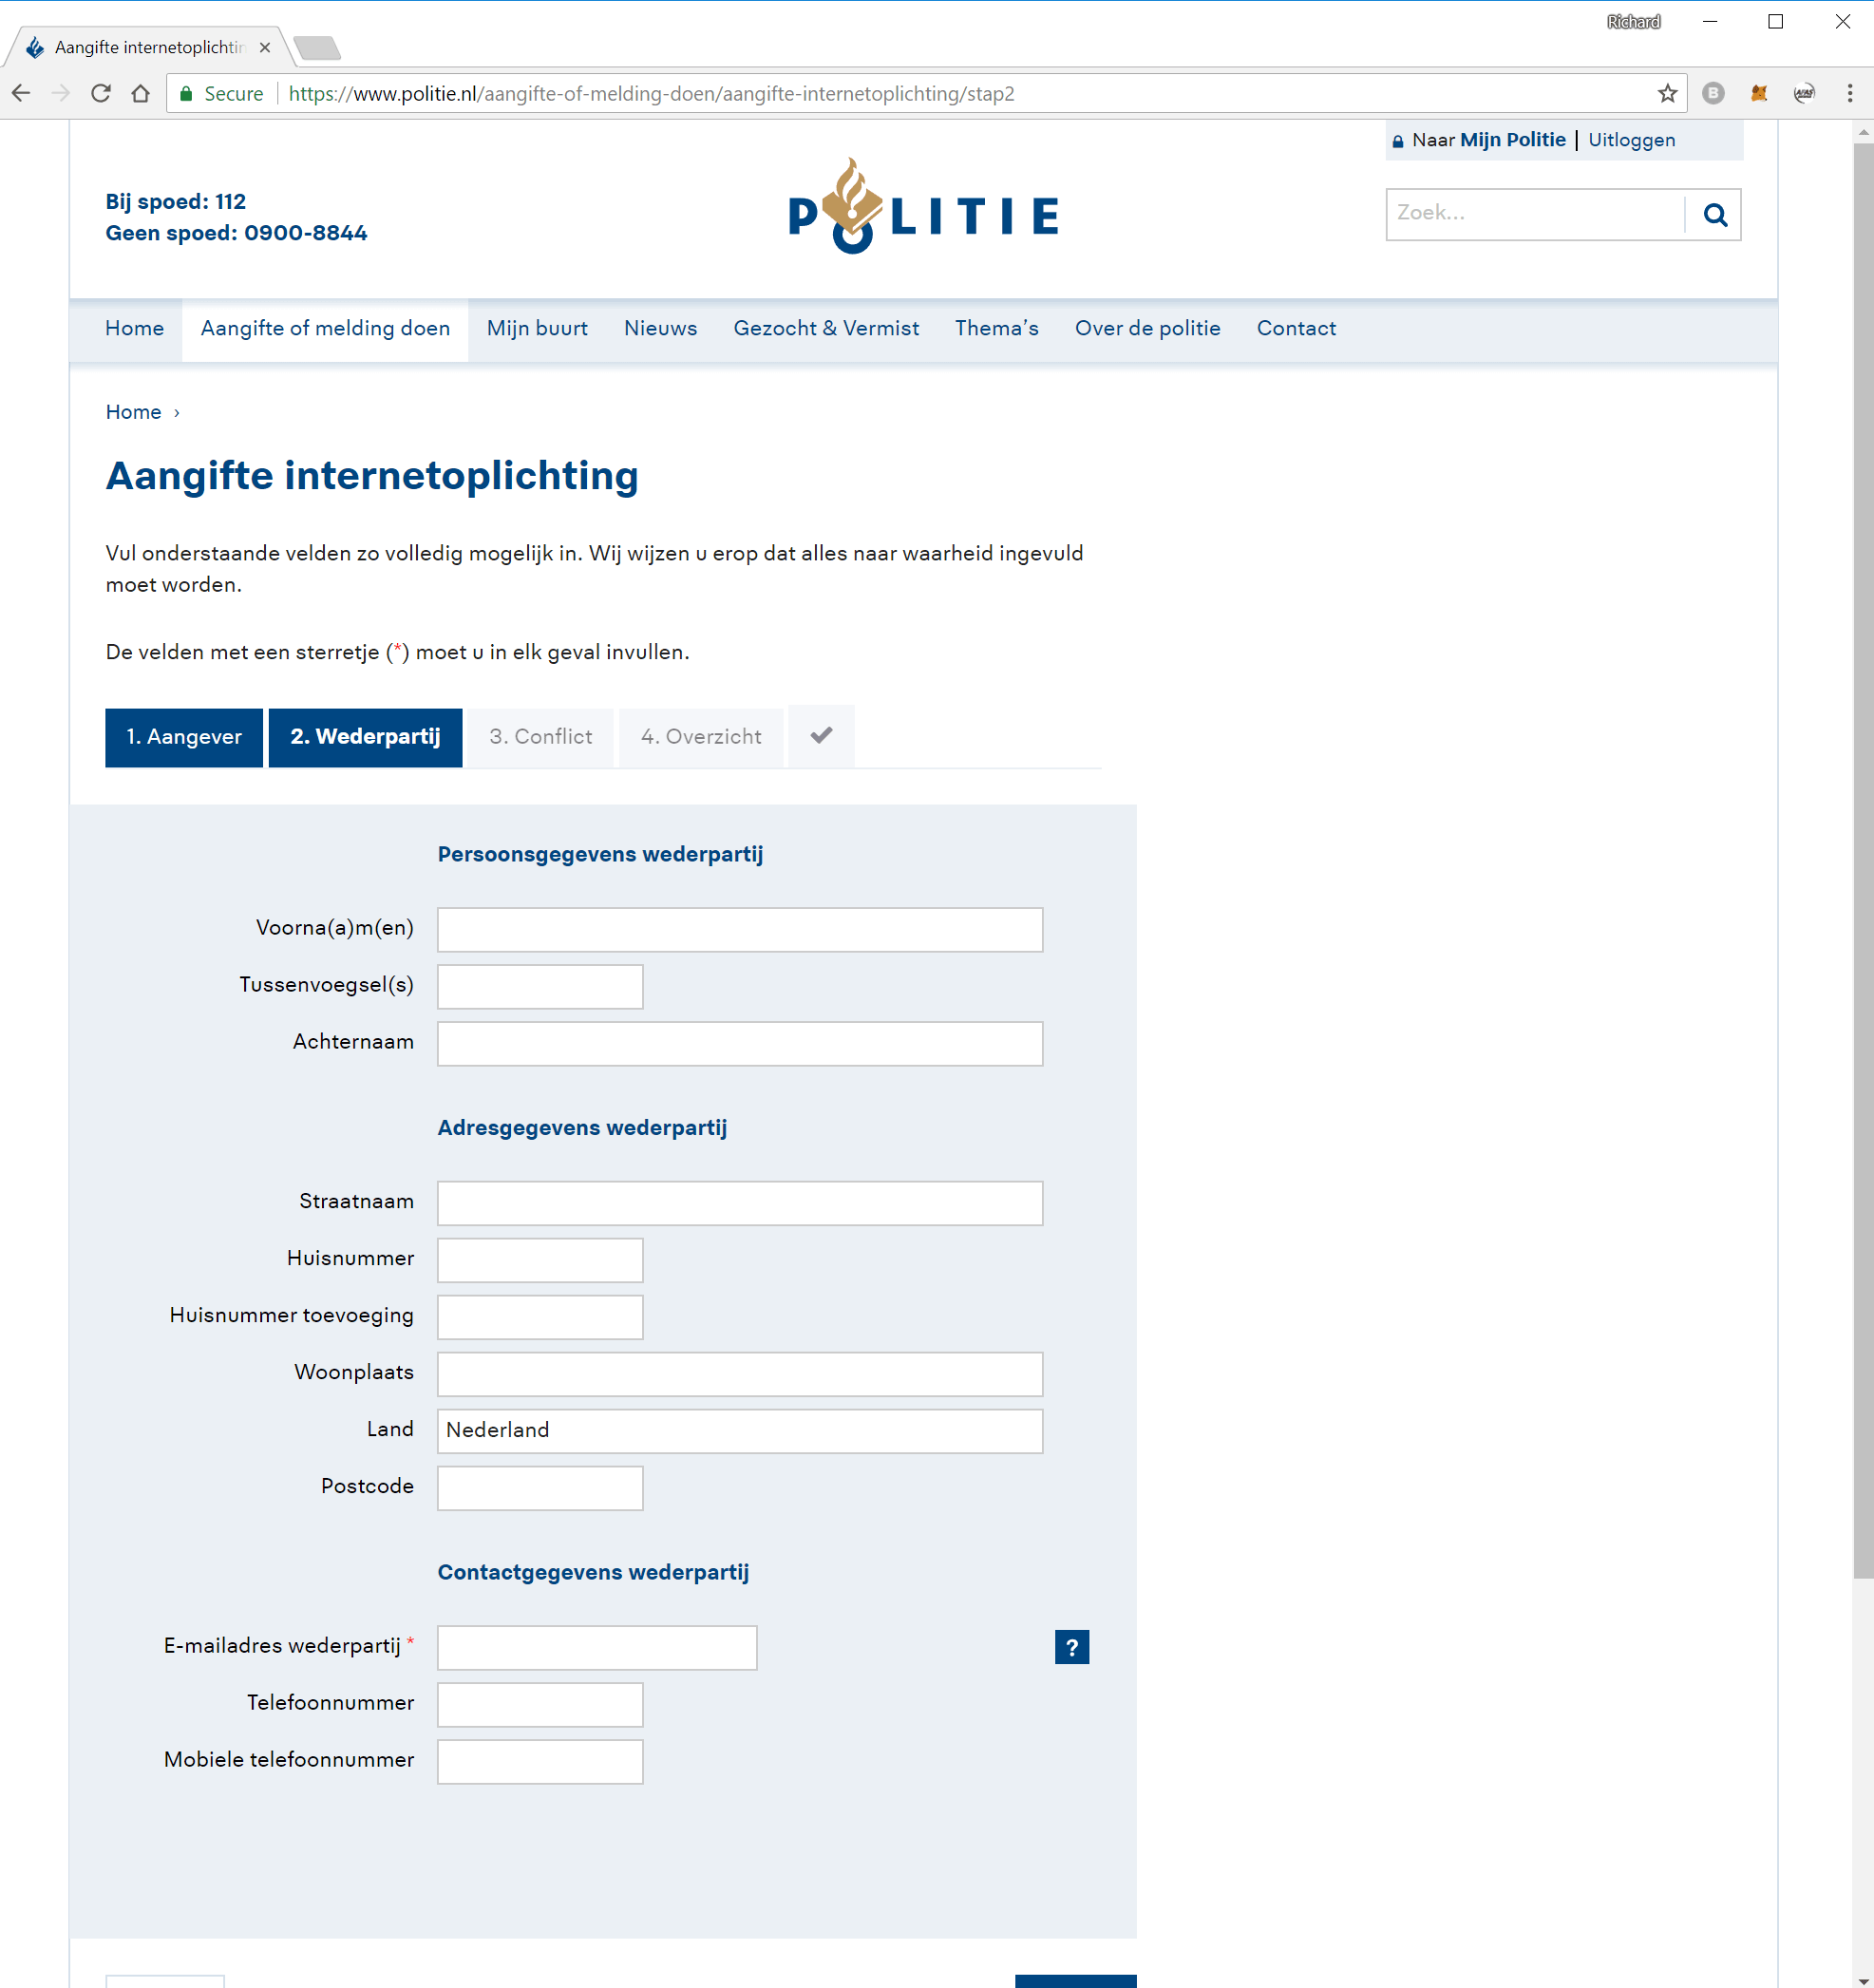 Richard
Aangifte internetoplichtin
Secure https://www.politie.nl/aangifte-of-melding-doen/aangifte-internetoplichting/stap2
B
Naar Mijn Politie | Uitloggen
Bij spoed: 112
Geen spoed: 0900-8844
POLITIE
Zoek...
Home Aangifte of melding doen Mijn buurt Nieuws Gezocht & Vermist Thema's Over de politie Contact
Home ›
Aangifte internetoplichting
Vul onderstaande velden zo volledig mogelijk in. Wij wijzen u erop dat alles naar waarheid ingevuld
moet worden.
De velden met een sterretje (*) moet u in elk geval invullen.
1. Aangever 2. Wederpartij 3. Conflict 4. Overzicht
Persoonsgegevens wederpartij
Voorna(a)m(en)
Tussenvoegsel(s)
Achternaam
Adresgegevens wederpartij
Straatnaam
Huisnummer
Huisnummer toevoeging
Woonplaats
Land Nederland
Postcode
Contactgegevens wederpartij
E-mailadres wederpartij * ?
Telefoonnummer
Mobiele telefoonnummer